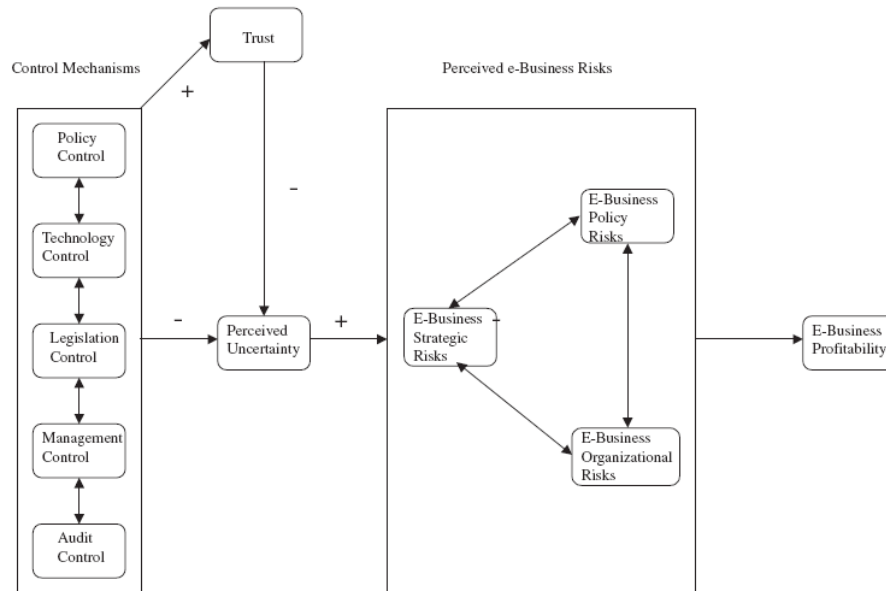 Trust
Control Mechanisms
Perceived e-Business Risks
+
Policy
Control
-
E-Business
Policy
Risks
Technology
Control
-
+
E-Business
Strategic
Risks
-
Perceived
Uncertainty
Legislation
Control
E-Business
Profitability
Management
Control
E-Business
Organizational
Risks
Audit
Control